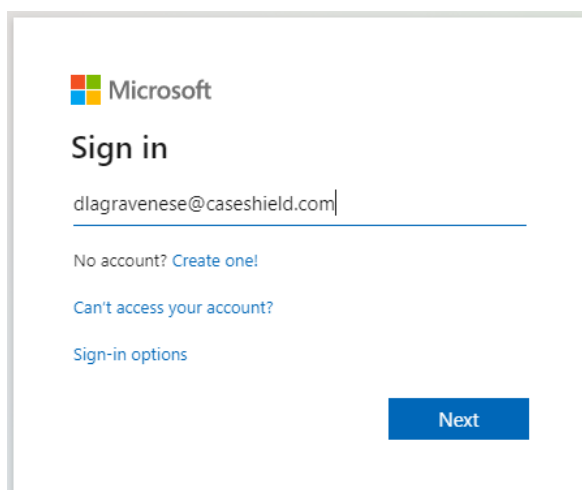 Microsoft
Sign in
dlagravenese@caseshield.com
No account? Create one!
Can't access your account?
Sign-in options
Next